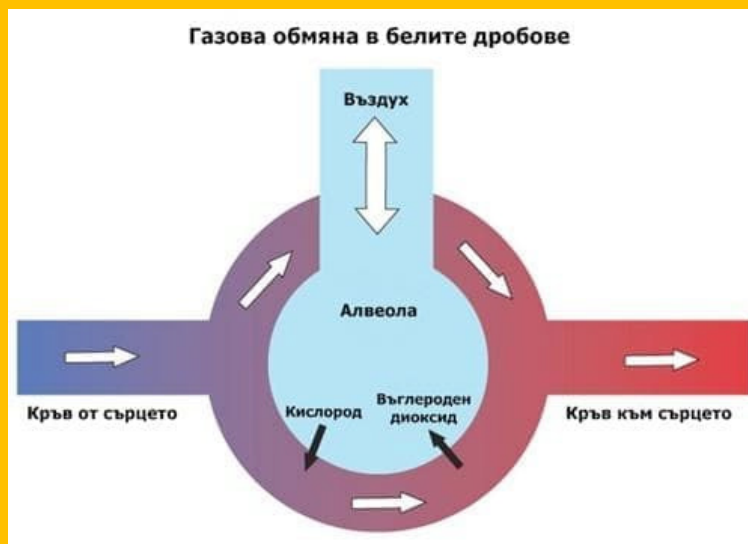 Газова обмяна в белите дробове
Въздух
Алвеола
Кислород
Въглероден
диоксид
Кръв от сърцето
Кръв към сърцето